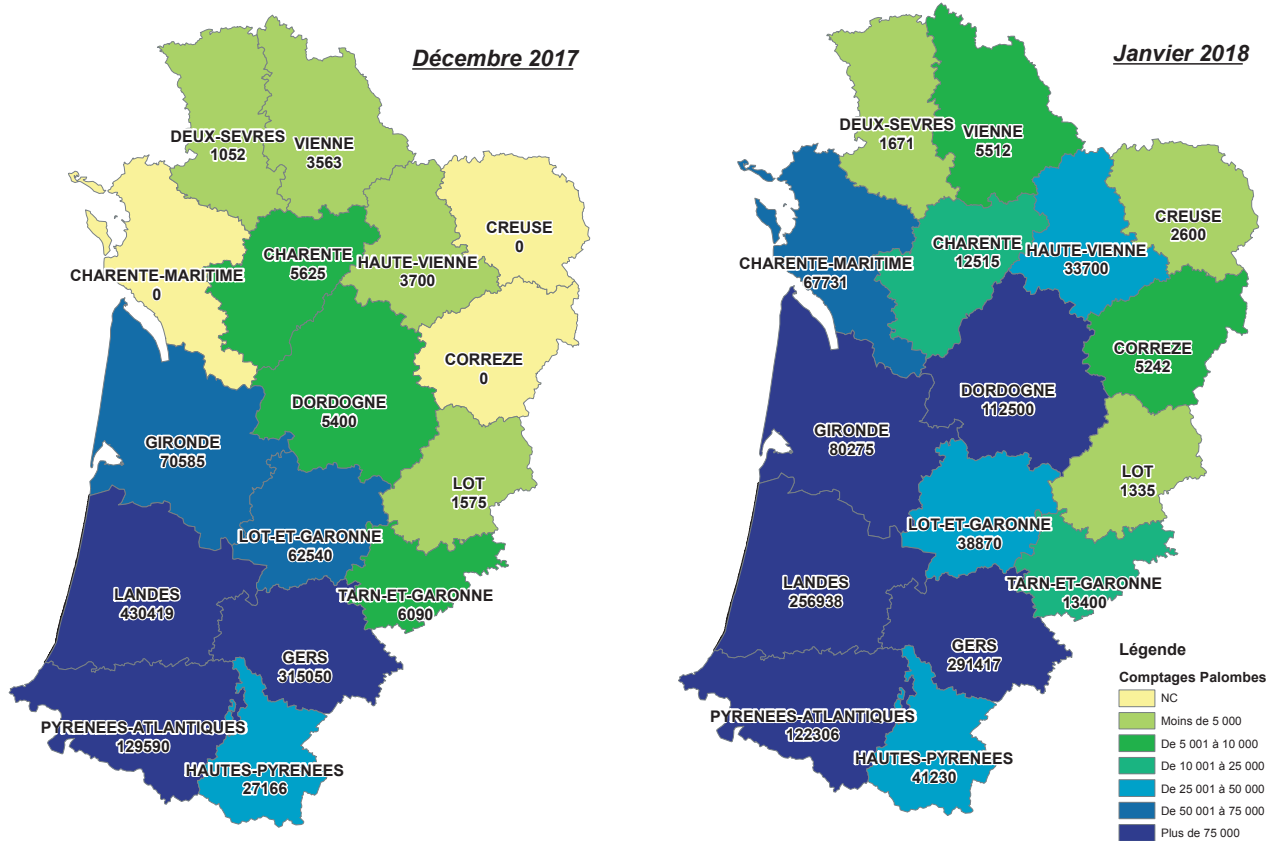 Décembre 2017
DEUX-SEVRES
1052
VIENNE
3563
CREUSE
0
CHARENTE
5625
HAUTE-VIENNE
3700
CHARENTE-MARITIME
0
CORREZE
0
DORDOGNE
5400
GIRONDE
70585
LOT
1575
LOT-ET-GARONNE
62540
LANDES
430419
TARN-ET-GARONNE
6090
GERS
315050
PYRENEES-ATLANTIQUES
129590
HAUTES-PYRENEES
27166
Janvier 2018
DEUX-SEVRES
1671
VIENNE
5512
CREUSE
2600
CHARENTE
12515
HAUTE-VIENNE
33700
CHARENTE-MARITIME
67731
CORREZE
5242
DORDOGNE
112500
GIRONDE
80275
LOT
1335
LOT-ET-GARONNE
38870
LANDES
256938
TARN-ET-GARONNE
13400
GERS
291417
PYRENEES-ATLANTIQUES
122306
HAUTES-PYRENEES
41230
Légende
Comptages Palombes
NC
Moins de 5 000
De 5 001 à 10 000
De 10 001 à 25 000
De 25 001 à 50 000
De 50 001 à 75 000
Plus de 75 000